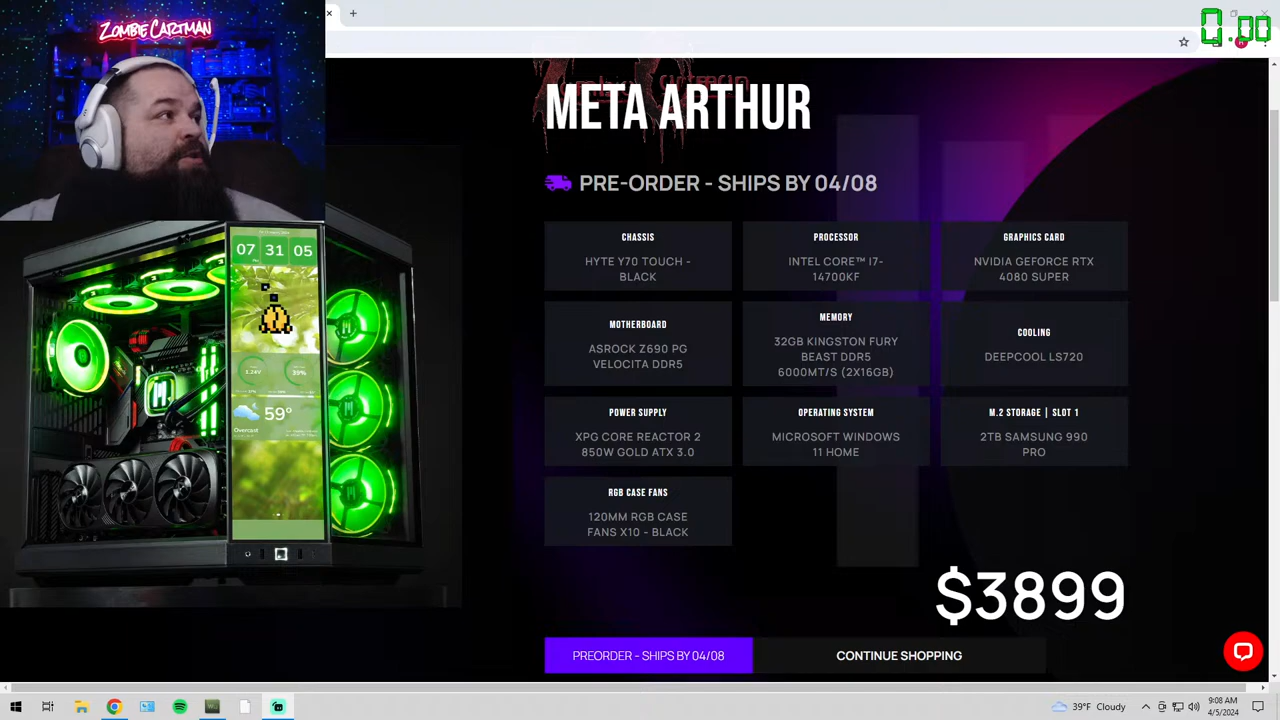 ZOMBIE CARTMAN
0.00
META ARTHUR
PRE-ORDER - SHIPS BY 04/08
CHASSIS
HYTE Y70 TOUCH -
BLACK
PROCESSOR
INTEL CORE™ I7-
14700KF
GRAPHICS CARD
NVIDIA GEFORCE RTX
4080 SUPER
MOTHERBOARD
ASROCK Z690 PG
VELOCITA DDR5
MEMORY
32GB KINGSTON FURY
BEAST DDR5
6000MT/S (2X16GB)
COOLING
DEEPCOOL LS720
POWER SUPPLY
XPG CORE REACTOR 2
850W GOLD ATX 3.0
OPERATING SYSTEM
MICROSOFT WINDOWS
11 HOME
M.2 STORAGE | SLOT 1
2TB SAMSUNG 990
PRO
RGB CASE FANS
120MM RGB CASE
FANS X10 - BLACK
$3899
PREORDER - SHIPS BY 04/08
CONTINUE SHOPPING
07 31 05
1.24V
39%
59°
Overcast
39°F Cloudy
9:08 AM
4/5/2024